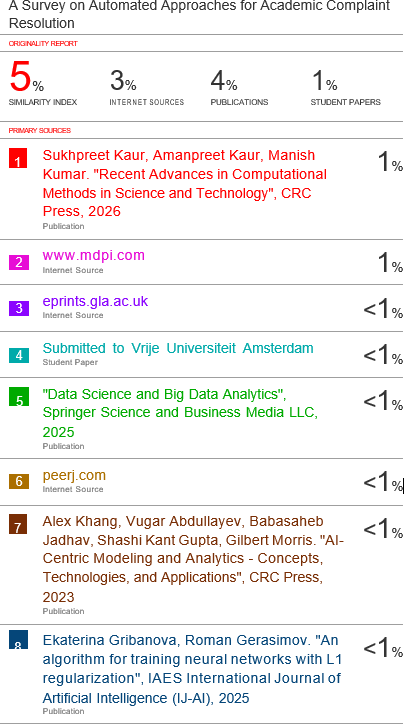 A Survey on Automated Approaches for Academic Complaint
Resolution
ORIGINALITY REPORT
5% 3% 4% 1%
SIMILARITY INDEX INTERNET SOURCES PUBLICATIONS STUDENT PAPERS
PRIMARY SOURCES
1 Sukhpreet Kaur, Amanpreet Kaur, Manish 1%
Kumar. "Recent Advances in Computational
Methods in Science and Technology", CRC
Press, 2026
Publication
2 www.mdpi.com 1%
Internet Source
3 eprints.gla.ac.uk <1%
Internet Source
4 Submitted to Vrije Universiteit Amsterdam <1%
Student Paper
5 "Data Science and Big Data Analytics", <1%
Springer Science and Business Media LLC,
2025
Publication
6 peerj.com <1%
Internet Source
7 Alex Khang, Vugar Abdullayev, Babasaheb <1%
Jadhav, Shashi Kant Gupta, Gilbert Morris. "AI-
Centric Modeling and Analytics - Concepts,
Technologies, and Applications", CRC Press,
2023
Publication
8 Ekaterina Gribanova, Roman Gerasimov. "An <1%
algorithm for training neural networks with L1
regularization", IAES International Journal of
Artificial Intelligence (IJ-AI), 2025
Publication